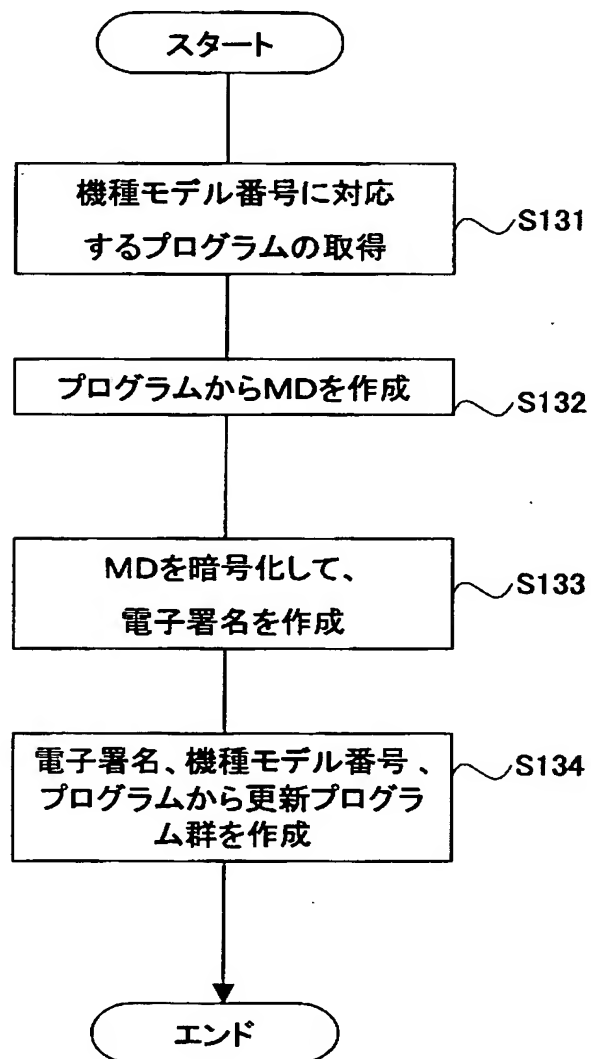 スタート
機種モデル番号に対応
するプログラムの取得
S131
プログラムからMDを作成
S132
MDを暗号化して、
電子署名を作成
S133
電子署名、機種モデル番号、
プログラムから更新プログラ
ム群を作成
S134
エンド